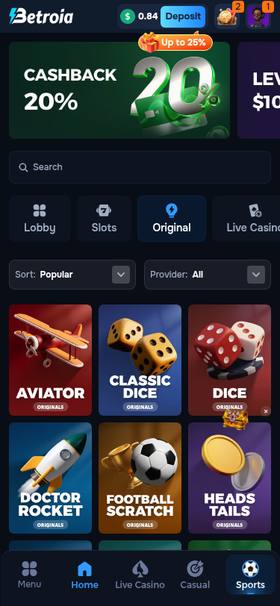 Betroia
$ 0.84 Deposit
2
1
Up to 25%
CASHBACK
20%
20
LEV
$10
Search
Lobby
Slots
Original
Live Casino
Sort: Popular
Provider: All
AVIATOR
ORIGINALS
CLASSIC
DICE
ORIGINALS
DICE
ORIGINALS
DOCTOR
ROCKET
ORIGINALS
FOOTBALL
SCRATCH
ORIGINALS
HEADS
TAILS
ORIGINALS
Menu
Home
Live Casino
Casual
Sports